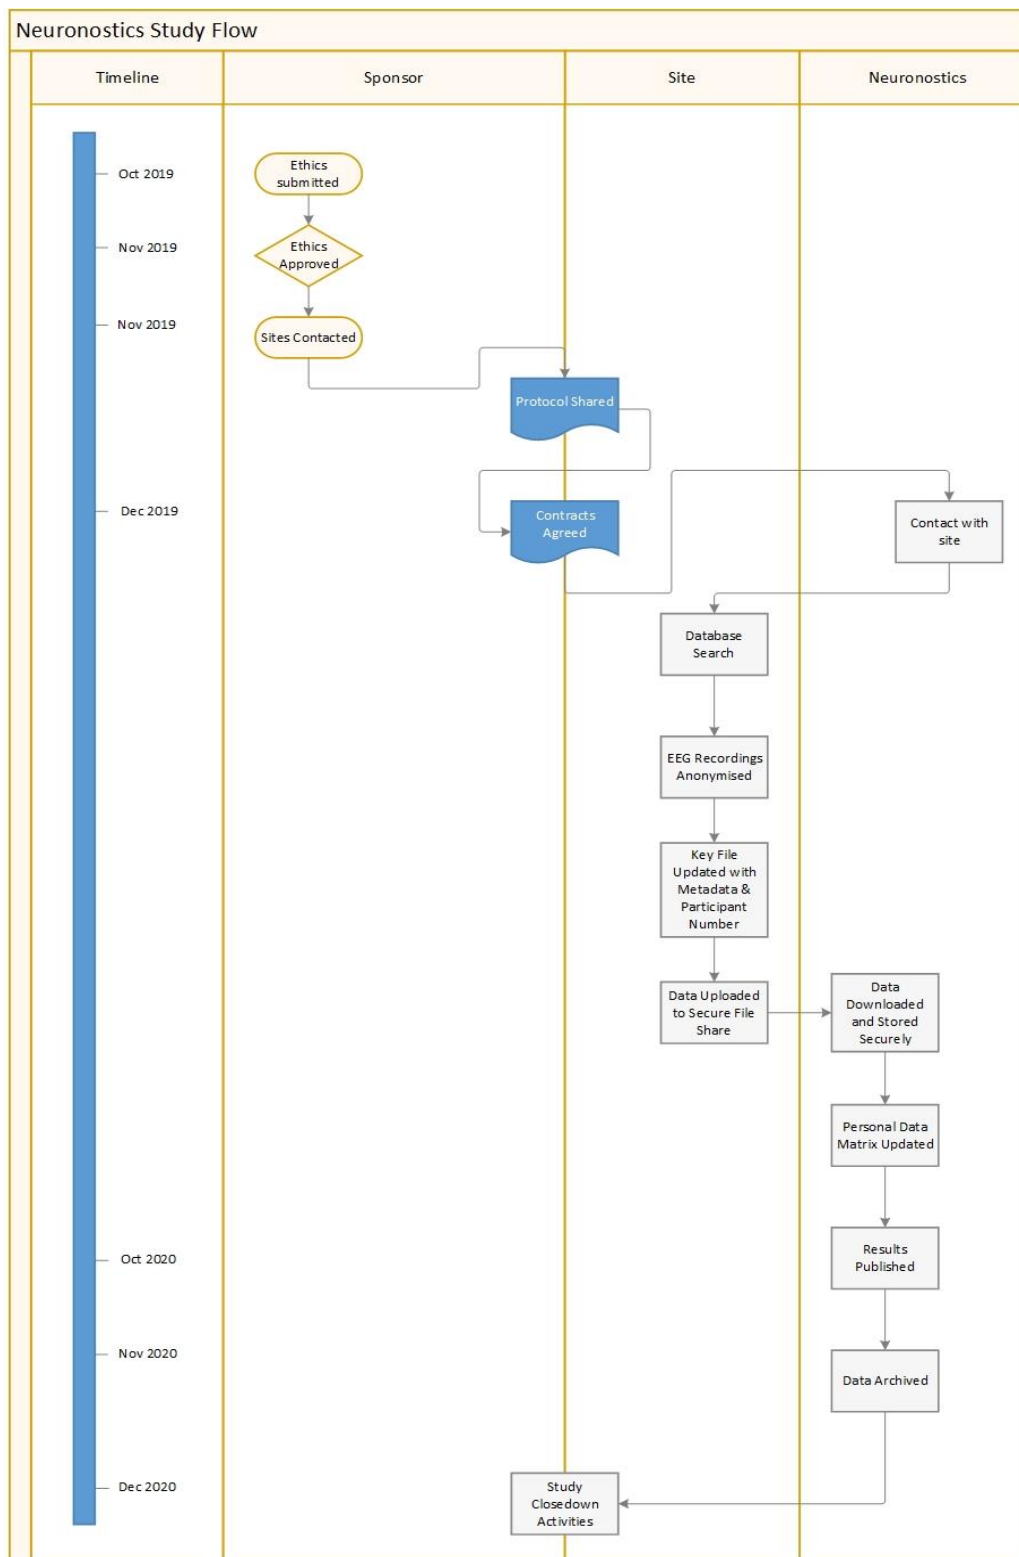 Neuronostics Study Flow
Timeline
Sponsor
Site
Neuronostics
Oct 2019
Ethics
submitted
Nov 2019
Ethics
Approved
Nov 2019
Sites Contacted
Protocol Shared
Dec 2019
Contracts
Agreed
Contact with
site
Database
Search
EEG Recordings
Anonymised
Key File
Updated with
Metadata &
Participant
Number
Data Uploaded
to Secure File
Share
Data
Downloaded
and Stored
Securely
Personal Data
Matrix Updated
Oct 2020
Results
Published
Nov 2020
Data Archived
Dec 2020
Study
Closedown
Activities